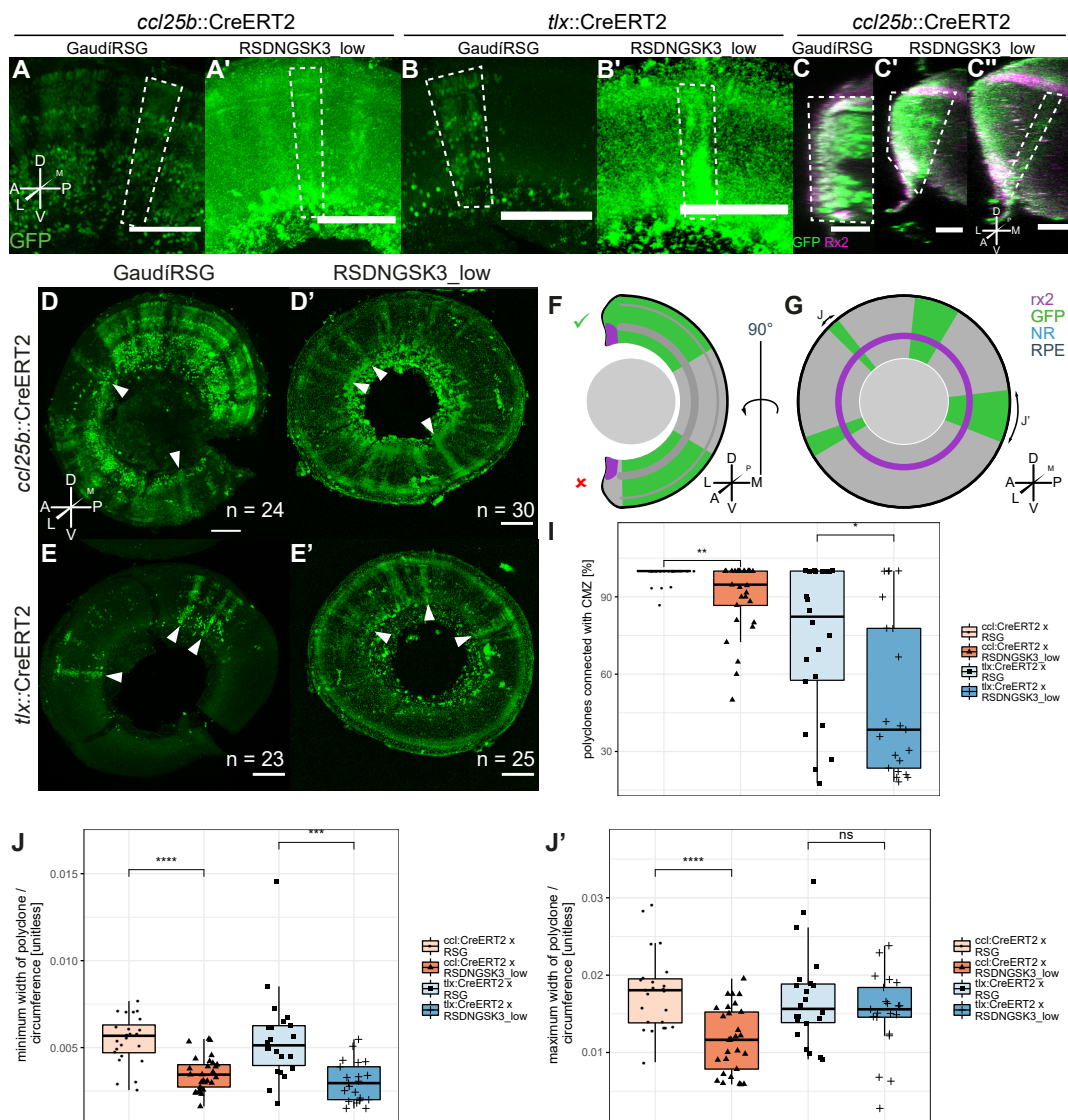 ccl25b::CreERT2 tlx::CreERT2 ccl25b::CreERT2
GaudíRSG RSDNGSK3_low GaudíRSG RSDNGSK3_low GaudíRSG RSDNGSK3_low
A A' B B' C C' C''
D M A P L V
GFP
GFP Rx2
D P L M A V
GaudíRSG RSDNGSK3_low
ccl25b::CreERT2
D D'
D M A P L V
n = 24 n = 30
tlx::CreERT2
E E'
n = 23 n = 25
F 90° G
✓ ✘
D P L M A V
J J'
rx2
GFP
NR
RPE
D M A P L V
I
polyclones connected with CMZ [%]
90
60
30
** *
ccl:CreERT2 x
RSG
ccl:CreERT2 x
RSDNGSK3_low
tlx:CreERT2 x
RSG
tlx:CreERT2 x
RSDNGSK3_low
J
minimum width of polyclone /
circumference [unitless]
0.015
0.010
0.005
**** ***
ccl:CreERT2 x
RSG
ccl:CreERT2 x
RSDNGSK3_low
tlx:CreERT2 x
RSG
tlx:CreERT2 x
RSDNGSK3_low
J'
maximum width of polyclone /
circumference [unitless]
0.03
0.02
0.01
**** ns
ccl:CreERT2 x
RSG
ccl:CreERT2 x
RSDNGSK3_low
tlx:CreERT2 x
RSG
tlx:CreERT2 x
RSDNGSK3_low